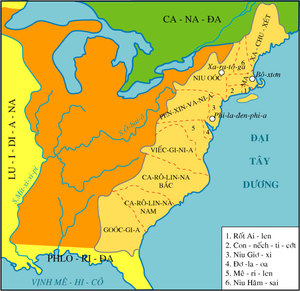 CA - NA - ĐA
MA - XA - CHU - XÉT
Xa-ra-tô-ga
NIU OÓC
Bô-xtơn
PEN-XIN-VA-NI-A
Phi-la-đen-phi-a
LU - I - DI - A - NA
VIẾC-GI-NI-A
ĐẠI
TÂY
DƯƠNG
CA-RÔ-LIN-NA
BẮC
CA-RÔ-LIN-NA-
NAM
GIOÓC-GI-A
PHLO - RI - ĐA
VỊNH MÊ - HI - CÔ
1. Rốt Ai - len
2. Con - nếch - ti - cớt
3. Niu Giơ - xi
4. Đơ -la - oa
5. Mê - ri - len
6. Niu Hăm - sai